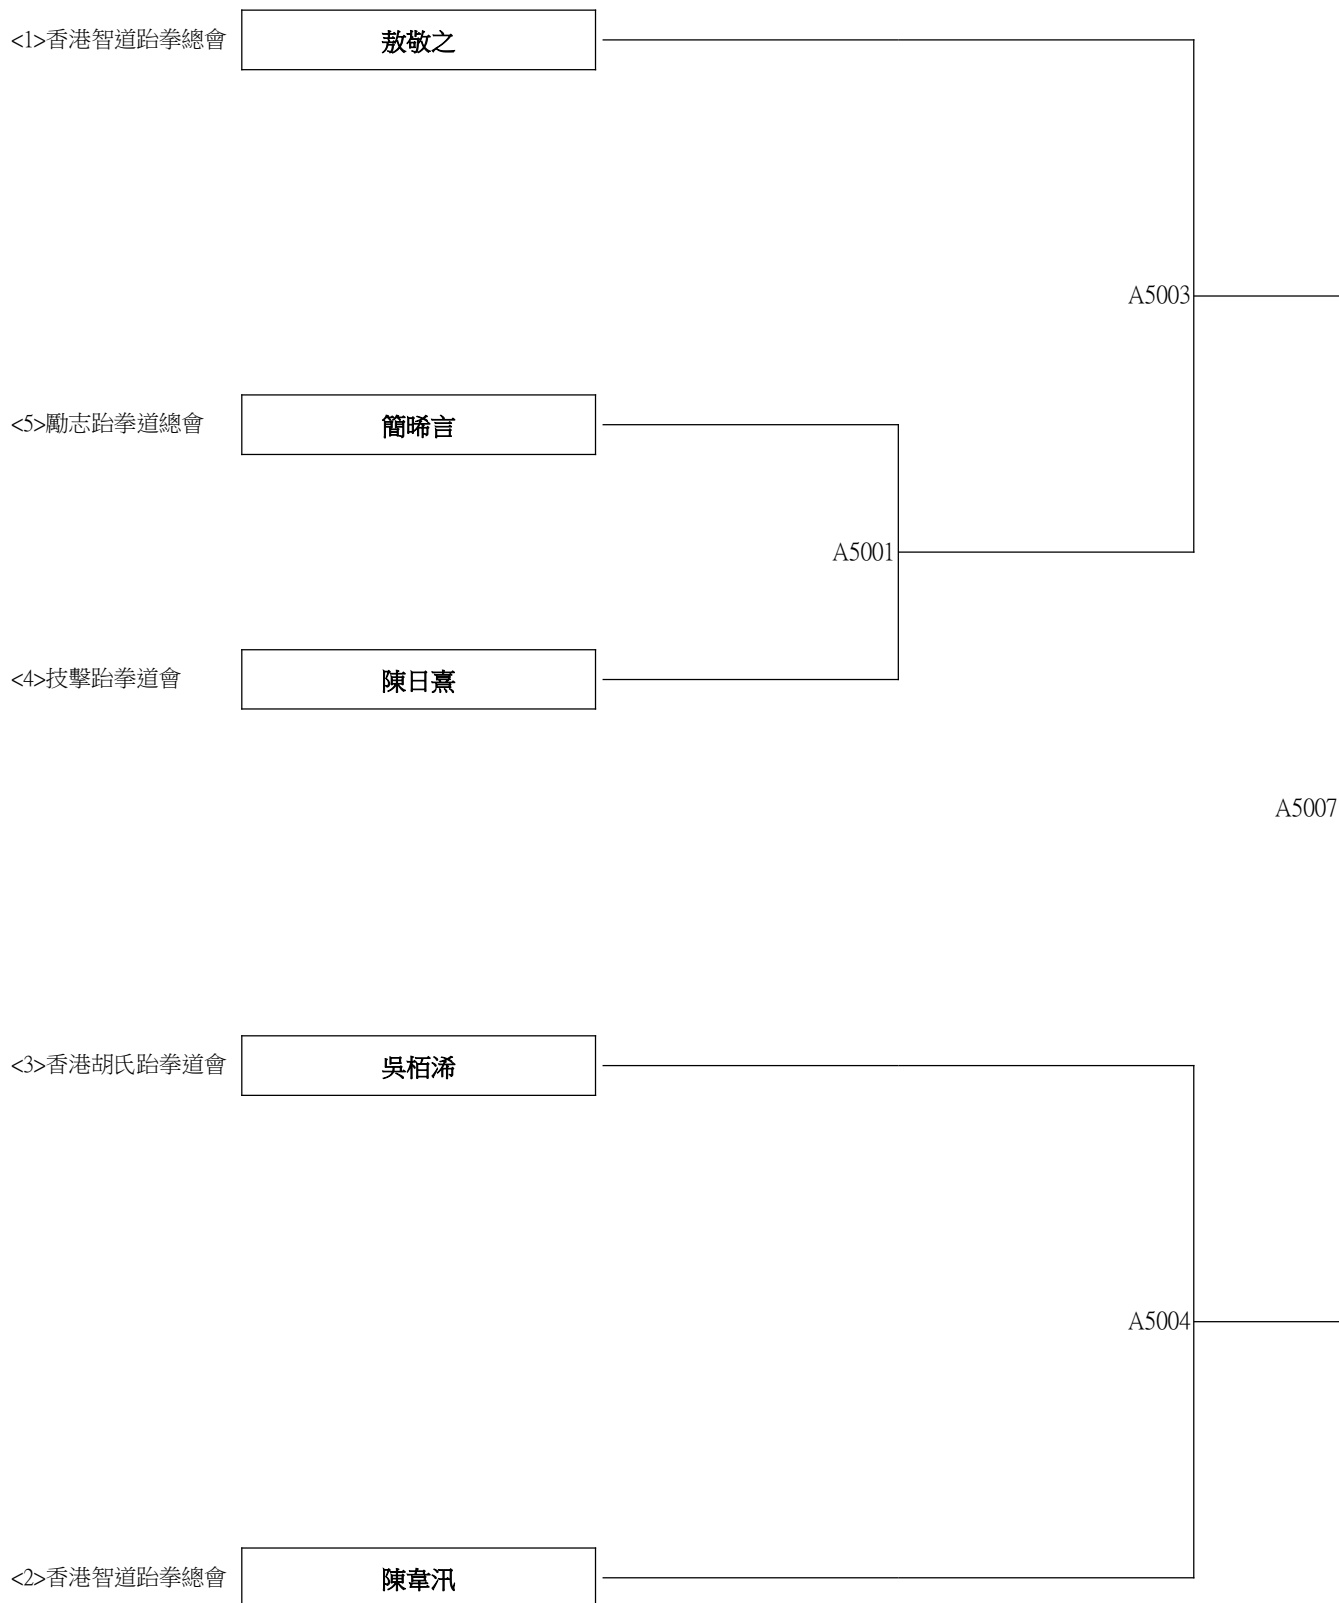 <1>香港智道跆拳總會 敖敬之
A5003
<5>勵志跆拳道總會 簡晞言
A5001
<4>技擊跆拳道會 陳日熹
A5007
<3>香港胡氏跆拳道會 吳栢浠
A5004
<2>香港智道跆拳總會 陳韋汛